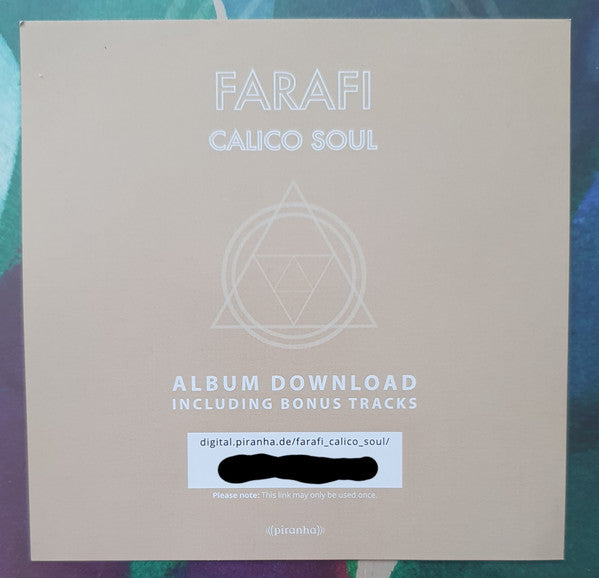 FARAFI
CALICO SOUL
ALBUM DOWNLOAD
INCLUDING BONUS TRACKS
digital.piranha.de/farafi_calico_soul/
Please note: This link may only be used once.
((piranha))